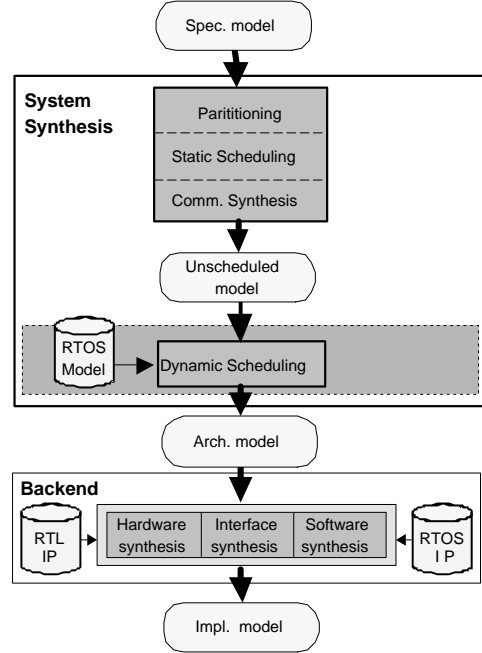 Spec. model
System
Synthesis
Parititioning
Static Scheduling
Comm. Synthesis
Unscheduled
model
RTOS
Model
Dynamic Scheduling
Arch. model
Backend
RTL
IP
Hardware
synthesis
Interface
synthesis
Software
synthesis
RTOS
I P
Impl. model